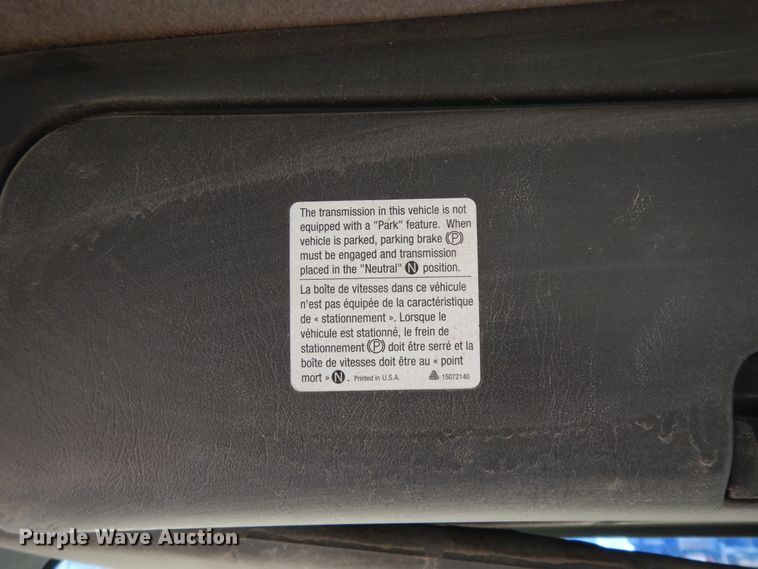 The transmission in this vehicle is not
equipped with a "Park" feature. When
vehicle is parked, parking brake (P)
must be engaged and transmission
placed in the "Neutral" N position.
La boîte de vitesses dans ce véhicule
n'est pas équipée de la caractéristique
de « stationnement ». Lorsque le
véhicule est stationné, le frein de
stationnement (P) doit être serré et la
boîte de vitesses doit être au « point
mort » N. Printed in U.S.A. 15072140
Purple Wave Auction